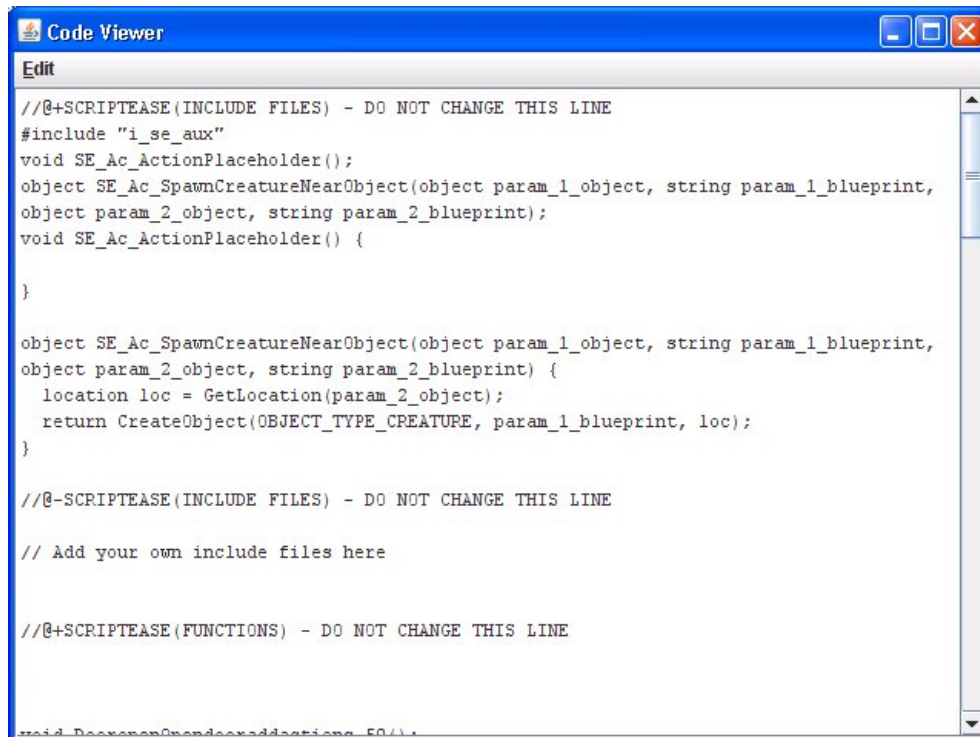 Code Viewer
Edit
//@+SCRIPTEASE(INCLUDE FILES) - DO NOT CHANGE THIS LINE
#include "i_se_aux"
void SE_Ac_ActionPlaceholder();
object SE_Ac_SpawnCreatureNearObject(object param_1_object, string param_1_blueprint,
object param_2_object, string param_2_blueprint);
void SE_Ac_ActionPlaceholder() {
}
object SE_Ac_SpawnCreatureNearObject(object param_1_object, string param_1_blueprint,
object param_2_object, string param_2_blueprint) {
location loc = GetLocation(param_2_object);
return CreateObject(OBJECT_TYPE_CREATURE, param_1_blueprint, loc);
}
//@-SCRIPTEASE(INCLUDE FILES) - DO NOT CHANGE THIS LINE
// Add your own include files here
//@+SCRIPTEASE(FUNCTIONS) - DO NOT CHANGE THIS LINE
void